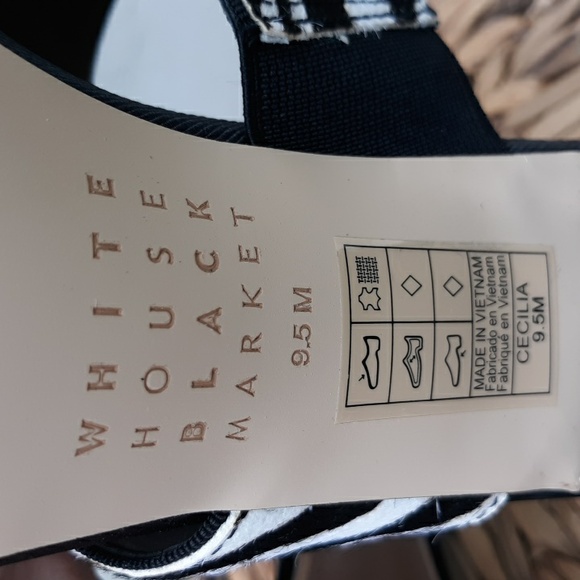 WHITE
HOUSE
BLACK
MARKET
9.5 M
MADE IN VIETNAM
Fabricado en Vietnam
Fabriqué en Vietnam
CECILIA
9.5M